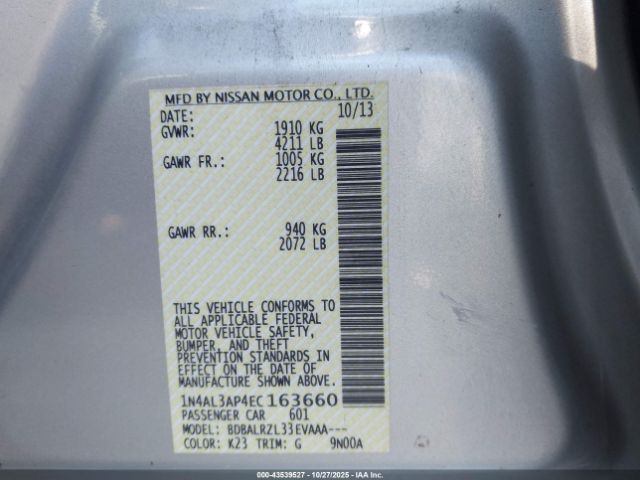 MFD BY NISSAN MOTOR CO., LTD.
DATE: 10/13
GVWR: 1910 KG
4211 LB
GAWR FR.: 1005 KG
2216 LB
GAWR RR.: 940 KG
2072 LB
THIS VEHICLE CONFORMS TO
ALL APPLICABLE FEDERAL
MOTOR VEHICLE SAFETY,
BUMPER, AND THEFT
PREVENTION STANDARDS IN
EFFECT ON THE DATE OF
MANUFACTURE SHOWN ABOVE.
1N4AL3AP4EC163660
PASSENGER CAR 601
MODEL: BDBALRZL33EVAAA---
COLOR: K23 TRIM: G 9N00A
000-43539527 - 10/27/2025 - © 2025 IAA, Inc.